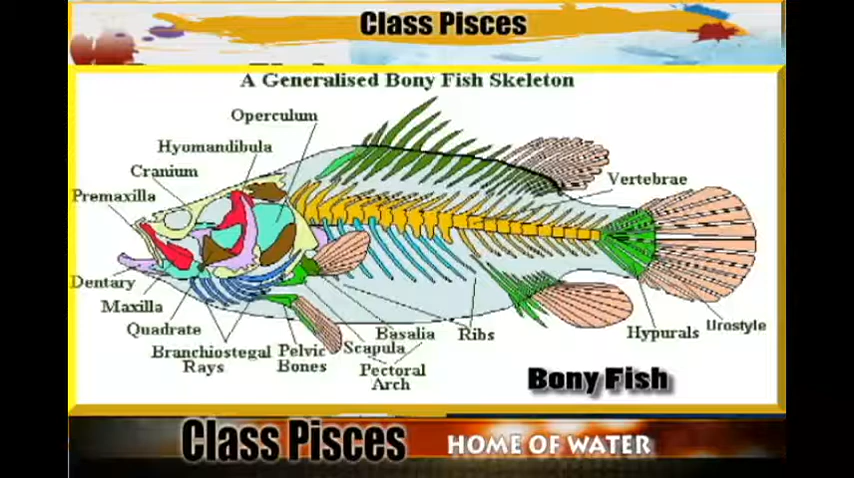 Class Pisces
A Generalised Bony Fish Skeleton
Operculum
Hyomandibula
Cranium
Premaxilla
Vertebrae
Dentary
Maxilla
Quadrate
Branchiostegal
Rays
Pelvic
Bones
Basalia
Scapula
Pectoral
Arch
Ribs
Hypurals
Urostyle
Bony Fish
Class Pisces
HOME OF WATER